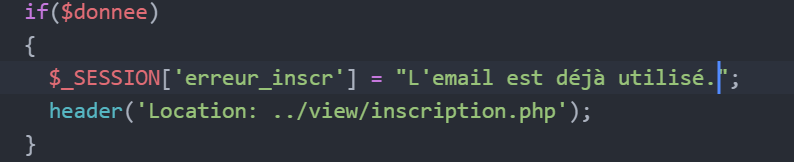 if($donnee)
{
$_SESSION['erreur_inscr'] = "L'email est déjà utilisé.";
header('Location: ../view/inscription.php');
}